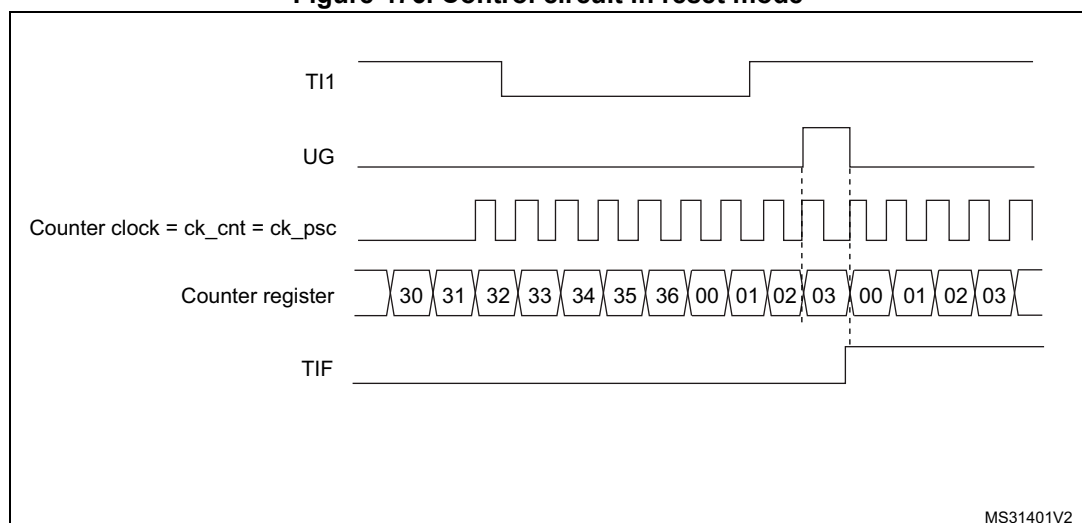 TI1
UG
Counter clock = ck_cnt = ck_psc
Counter register 30 31 32 33 34 35 36 00 01 02 03 00 01 02 03
TIF
MS31401V2